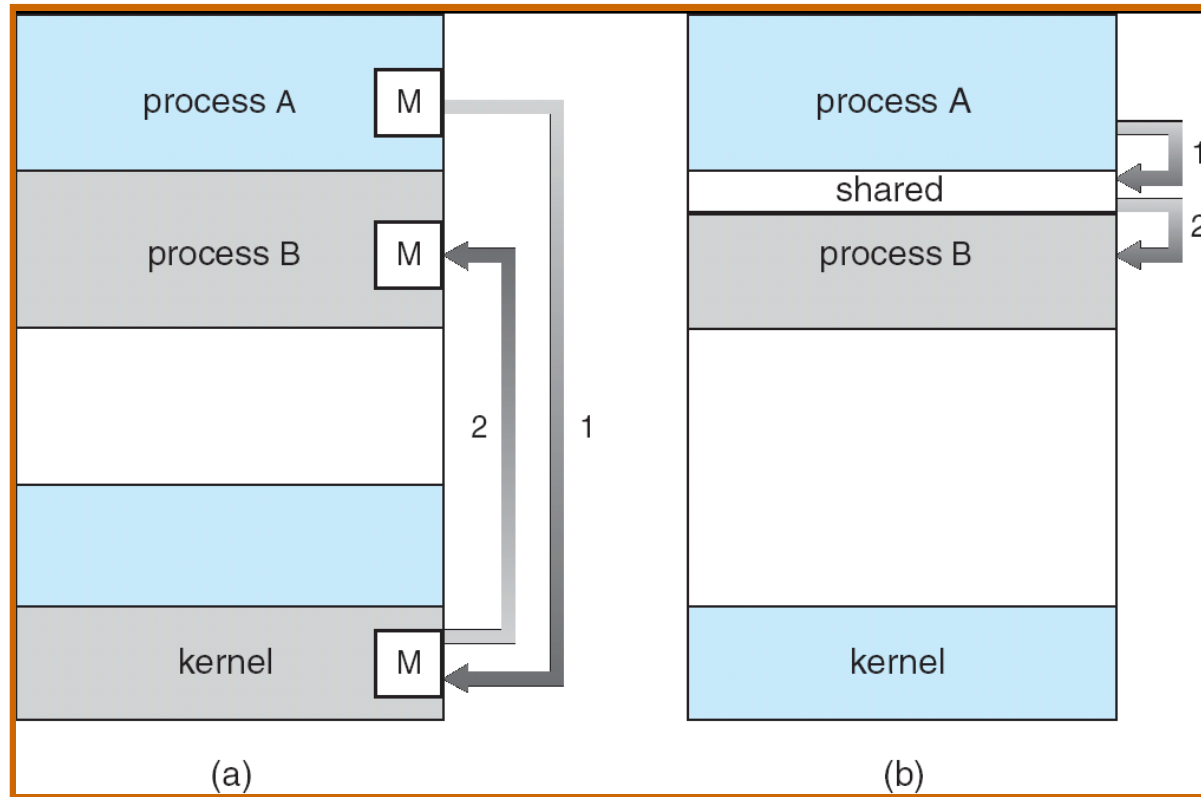 process A
M
process B
M
2
1
kernel
M
(a)
process A
1
shared
2
process B
kernel
(b)